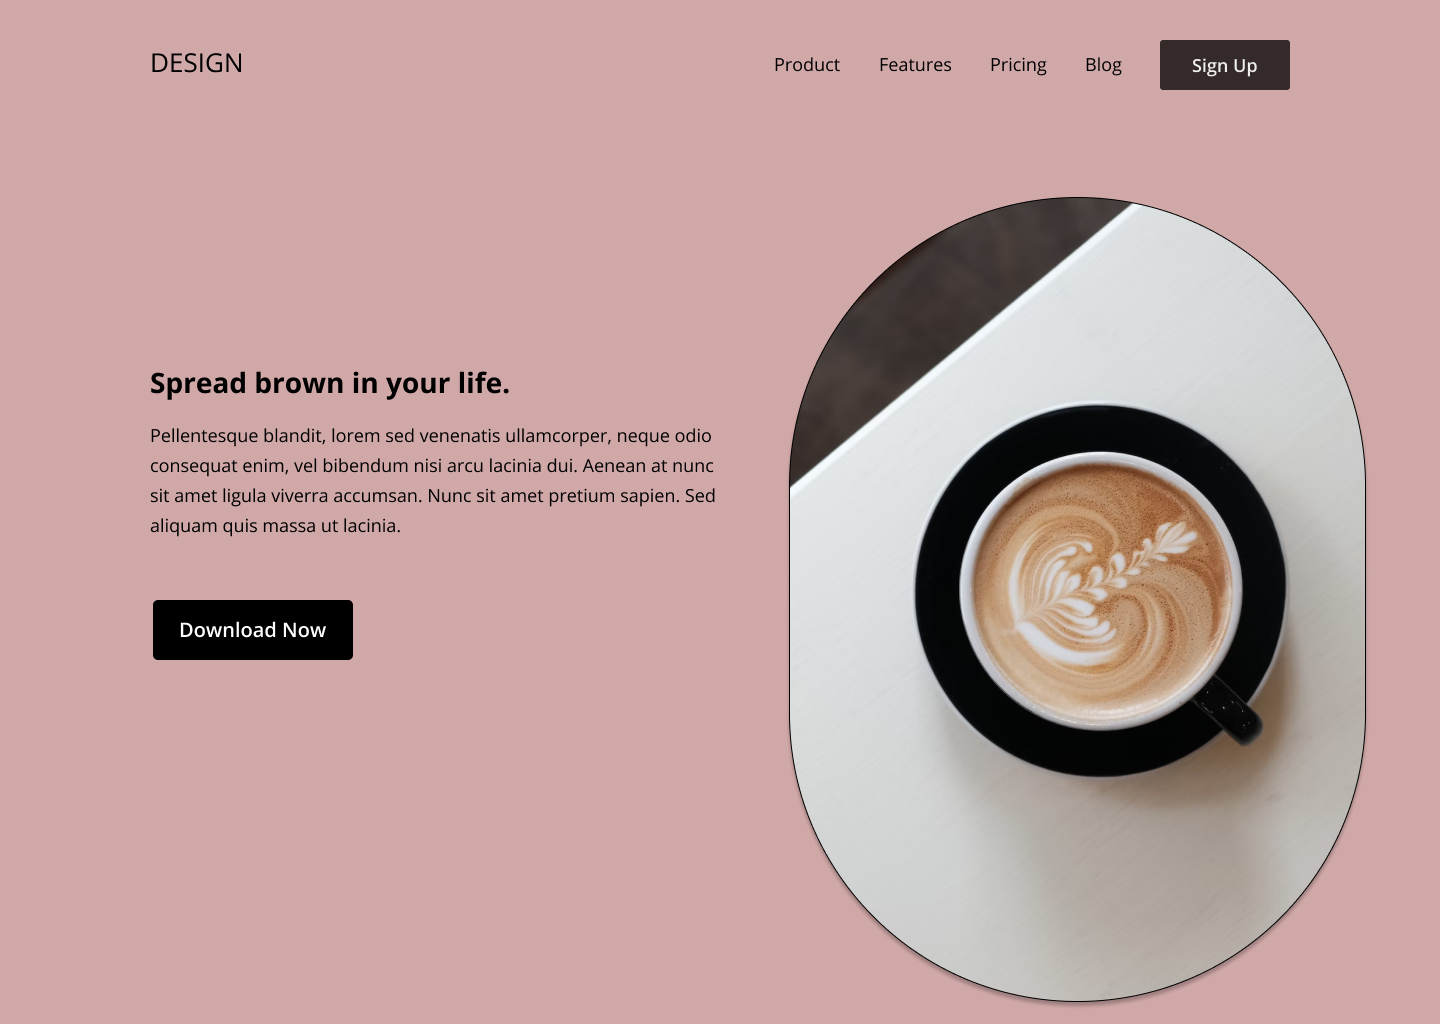 DESIGN
Product Features Pricing Blog Sign Up
Spread brown in your life.
Pellentesque blandit, lorem sed venenatis ullamcorper, neque odio
consequat enim, vel bibendum nisi arcu lacinia dui. Aenean at nunc
sit amet ligula viverra accumsan. Nunc sit amet pretium sapien. Sed
aliquam quis massa ut lacinia.
Download Now